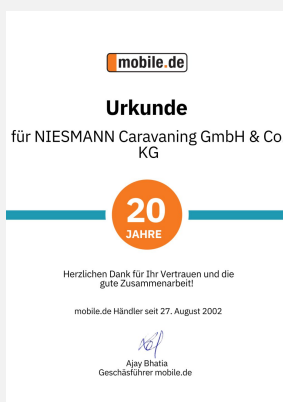 mobile.de
Urkunde
für NIESMANN Caravaning GmbH & Co
KG
20
JAHRE
Herzlichen Dank für Ihr Vertrauen und die
gute Zusammenarbeit!
mobile.de Händler seit 27. August 2002
Ajay Bhatia
Geschäsführer mobile.de